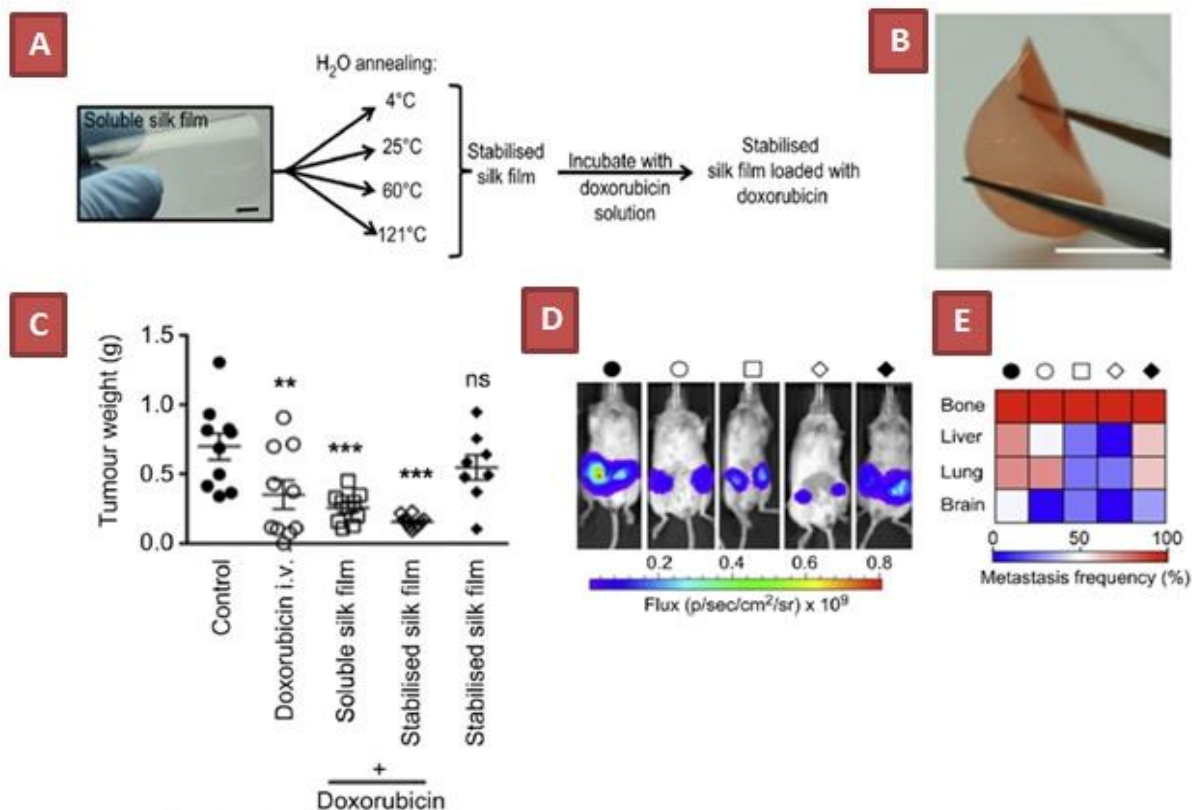 A
H₂O annealing:
Soluble silk film
4°C
25°C
60°C
121°C
Stabilised
silk film
Incubate with
doxorubicin
solution
Stabilised
silk film loaded with
doxorubicin
B
C
Tumour weight (g)
1.5
1.0
0.5
0.0
**
***
***
ns
Control
Doxorubicin i.v.
Soluble silk film
Stabilised silk film
Stabilised silk film
+
Doxorubicin
D
0.2 0.4 0.6 0.8
Flux (p/sec/cm²/sr) x 10⁹
E
Bone
Liver
Lung
Brain
0 50 100
Metastasis frequency (%)